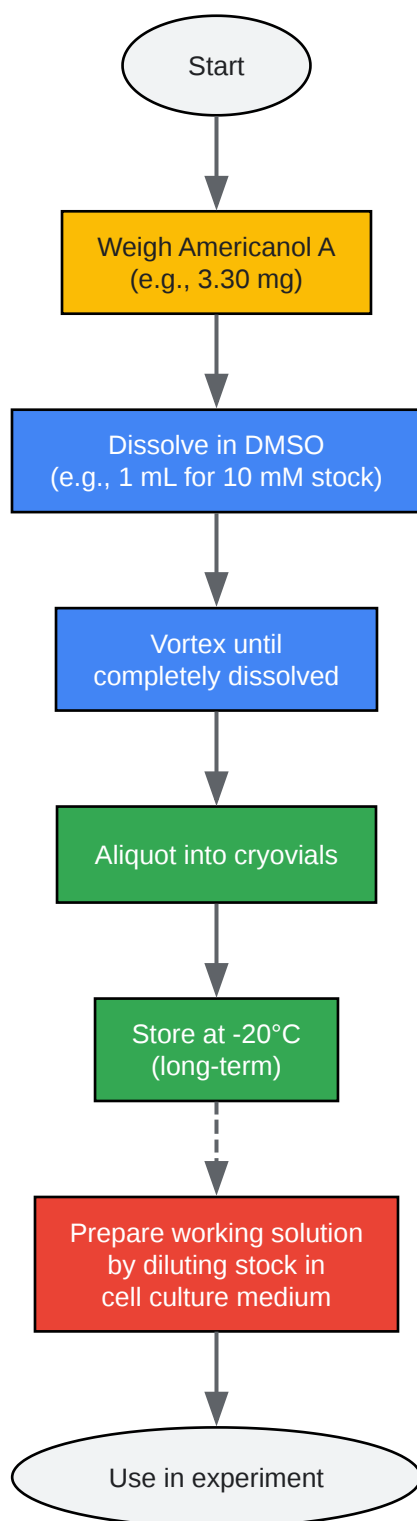 Start
Weigh Americanol A
(e.g., 3.30 mg)
Dissolve in DMSO
(e.g., 1 mL for 10 mM stock)
Vortex until
completely dissolved
Aliquot into cryovials
Store at -20°C
(long-term)
Prepare working solution
by diluting stock in
cell culture medium
Use in experiment